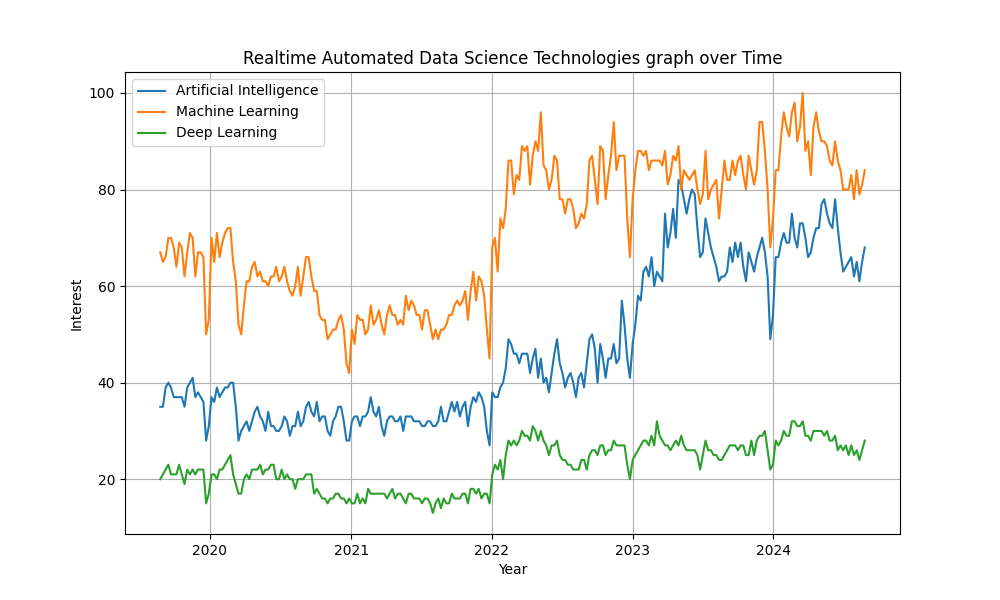 Realtime Automated Data Science Technologies graph over Time
Artificial Intelligence
Machine Learning
Deep Learning
100
80
60
40
20
Interest
2020 2021 2022 2023 2024
Year